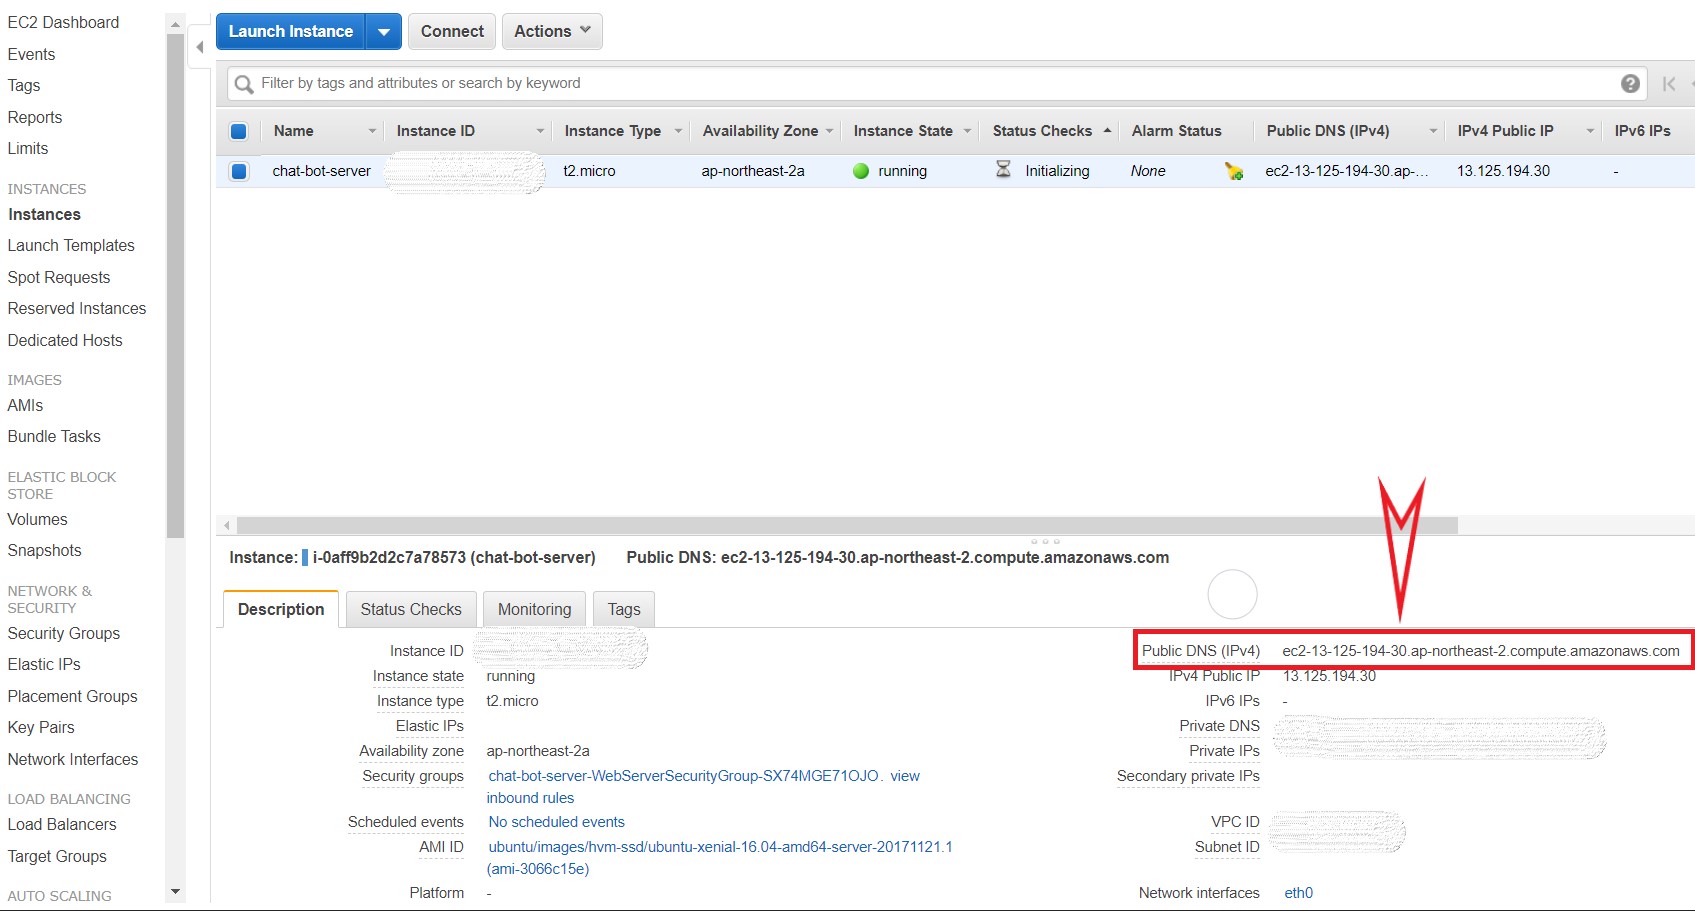 EC2 Dashboard
Events
Tags
Reports
Limits
INSTANCES
Instances
Launch Templates
Spot Requests
Reserved Instances
Dedicated Hosts
IMAGES
AMIs
Bundle Tasks
ELASTIC BLOCK
STORE
Volumes
Snapshots
NETWORK &
SECURITY
Security Groups
Elastic IPs
Placement Groups
Key Pairs
Network Interfaces
LOAD BALANCING
Load Balancers
Target Groups
AUTO SCALING
Launch Instance Connect Actions
Filter by tags and attributes or search by keyword
Name Instance ID Instance Type Availability Zone Instance State Status Checks Alarm Status Public DNS (IPv4) IPv4 Public IP IPv6 IPs
chat-bot-server t2.micro ap-northeast-2a running Initializing None ec2-13-125-194-30.ap-... 13.125.194.30 -
Instance: i-0aff9b2d2c7a78573 (chat-bot-server) Public DNS: ec2-13-125-194-30.ap-northeast-2.compute.amazonaws.com
Description Status Checks Monitoring Tags
Instance ID
Instance state running
Instance type t2.micro
Elastic IPs
Availability zone ap-northeast-2a
Security groups chat-bot-server-WebServerSecurityGroup-SX74MGE71OJO. view
inbound rules
Scheduled events No scheduled events
AMI ID ubuntu/images/hvm-ssd/ubuntu-xenial-16.04-amd64-server-20171121.1
(ami-3066c15e)
Platform -
Public DNS (IPv4) ec2-13-125-194-30.ap-northeast-2.compute.amazonaws.com
IPv4 Public IP 13.125.194.30
IPv6 IPs -
Private DNS
Private IPs
Secondary private IPs
VPC ID
Subnet ID
Network interfaces eth0